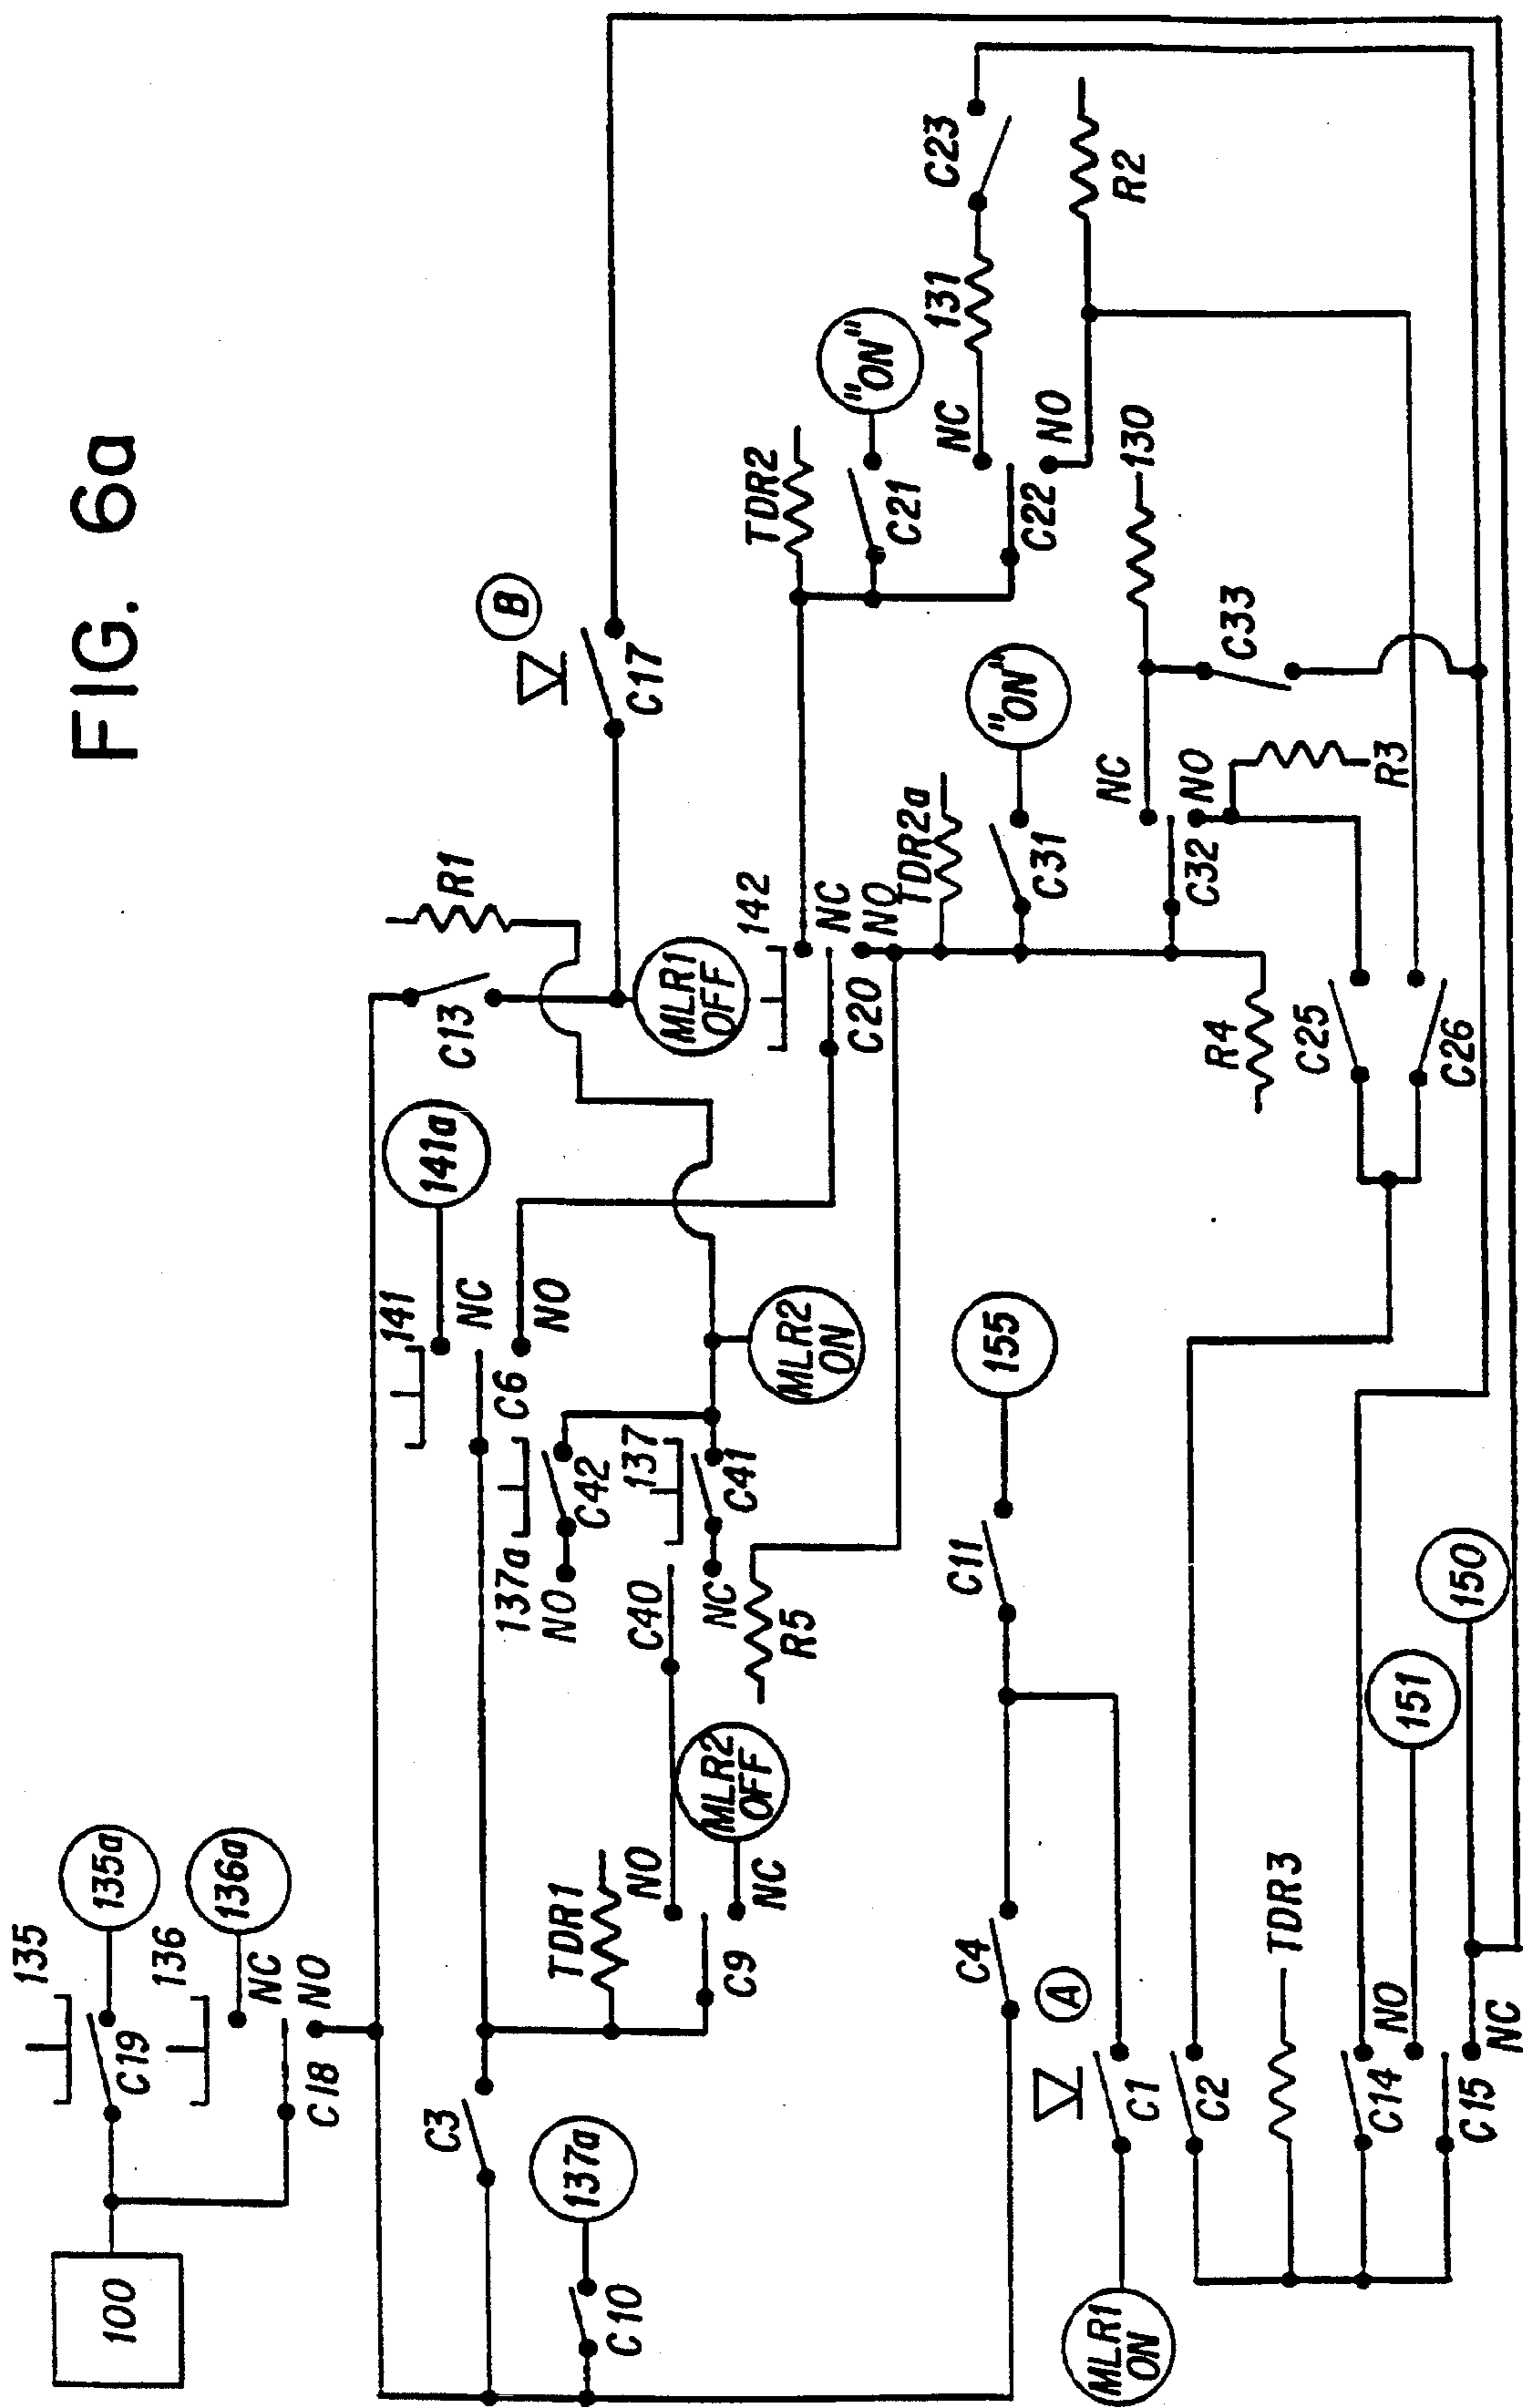 FIG. 6a
100
135
135a
C19
136
136a
NC
NO
C18
141
141a
NC
NO
C6
C13
R1
B
C17
C3
137a
C10
TDR1
NO
NC
C9
MLR2
OFF
137a
NO
C42
C40
137
C41
NC
R5
MLR2
ON
MLR1
OFF
142
NC
NO
C20
TDR2
"ON"
C21
NC
NO
C22
131
C23
R2
TDR2a
"ON"
C31
NC
NO
C32
130
C33
R3
R4
C25
C26
155
C11
C4
A
C1
MLR1
ON
C2
TDR3
C14
NO
151
150
C15
NC